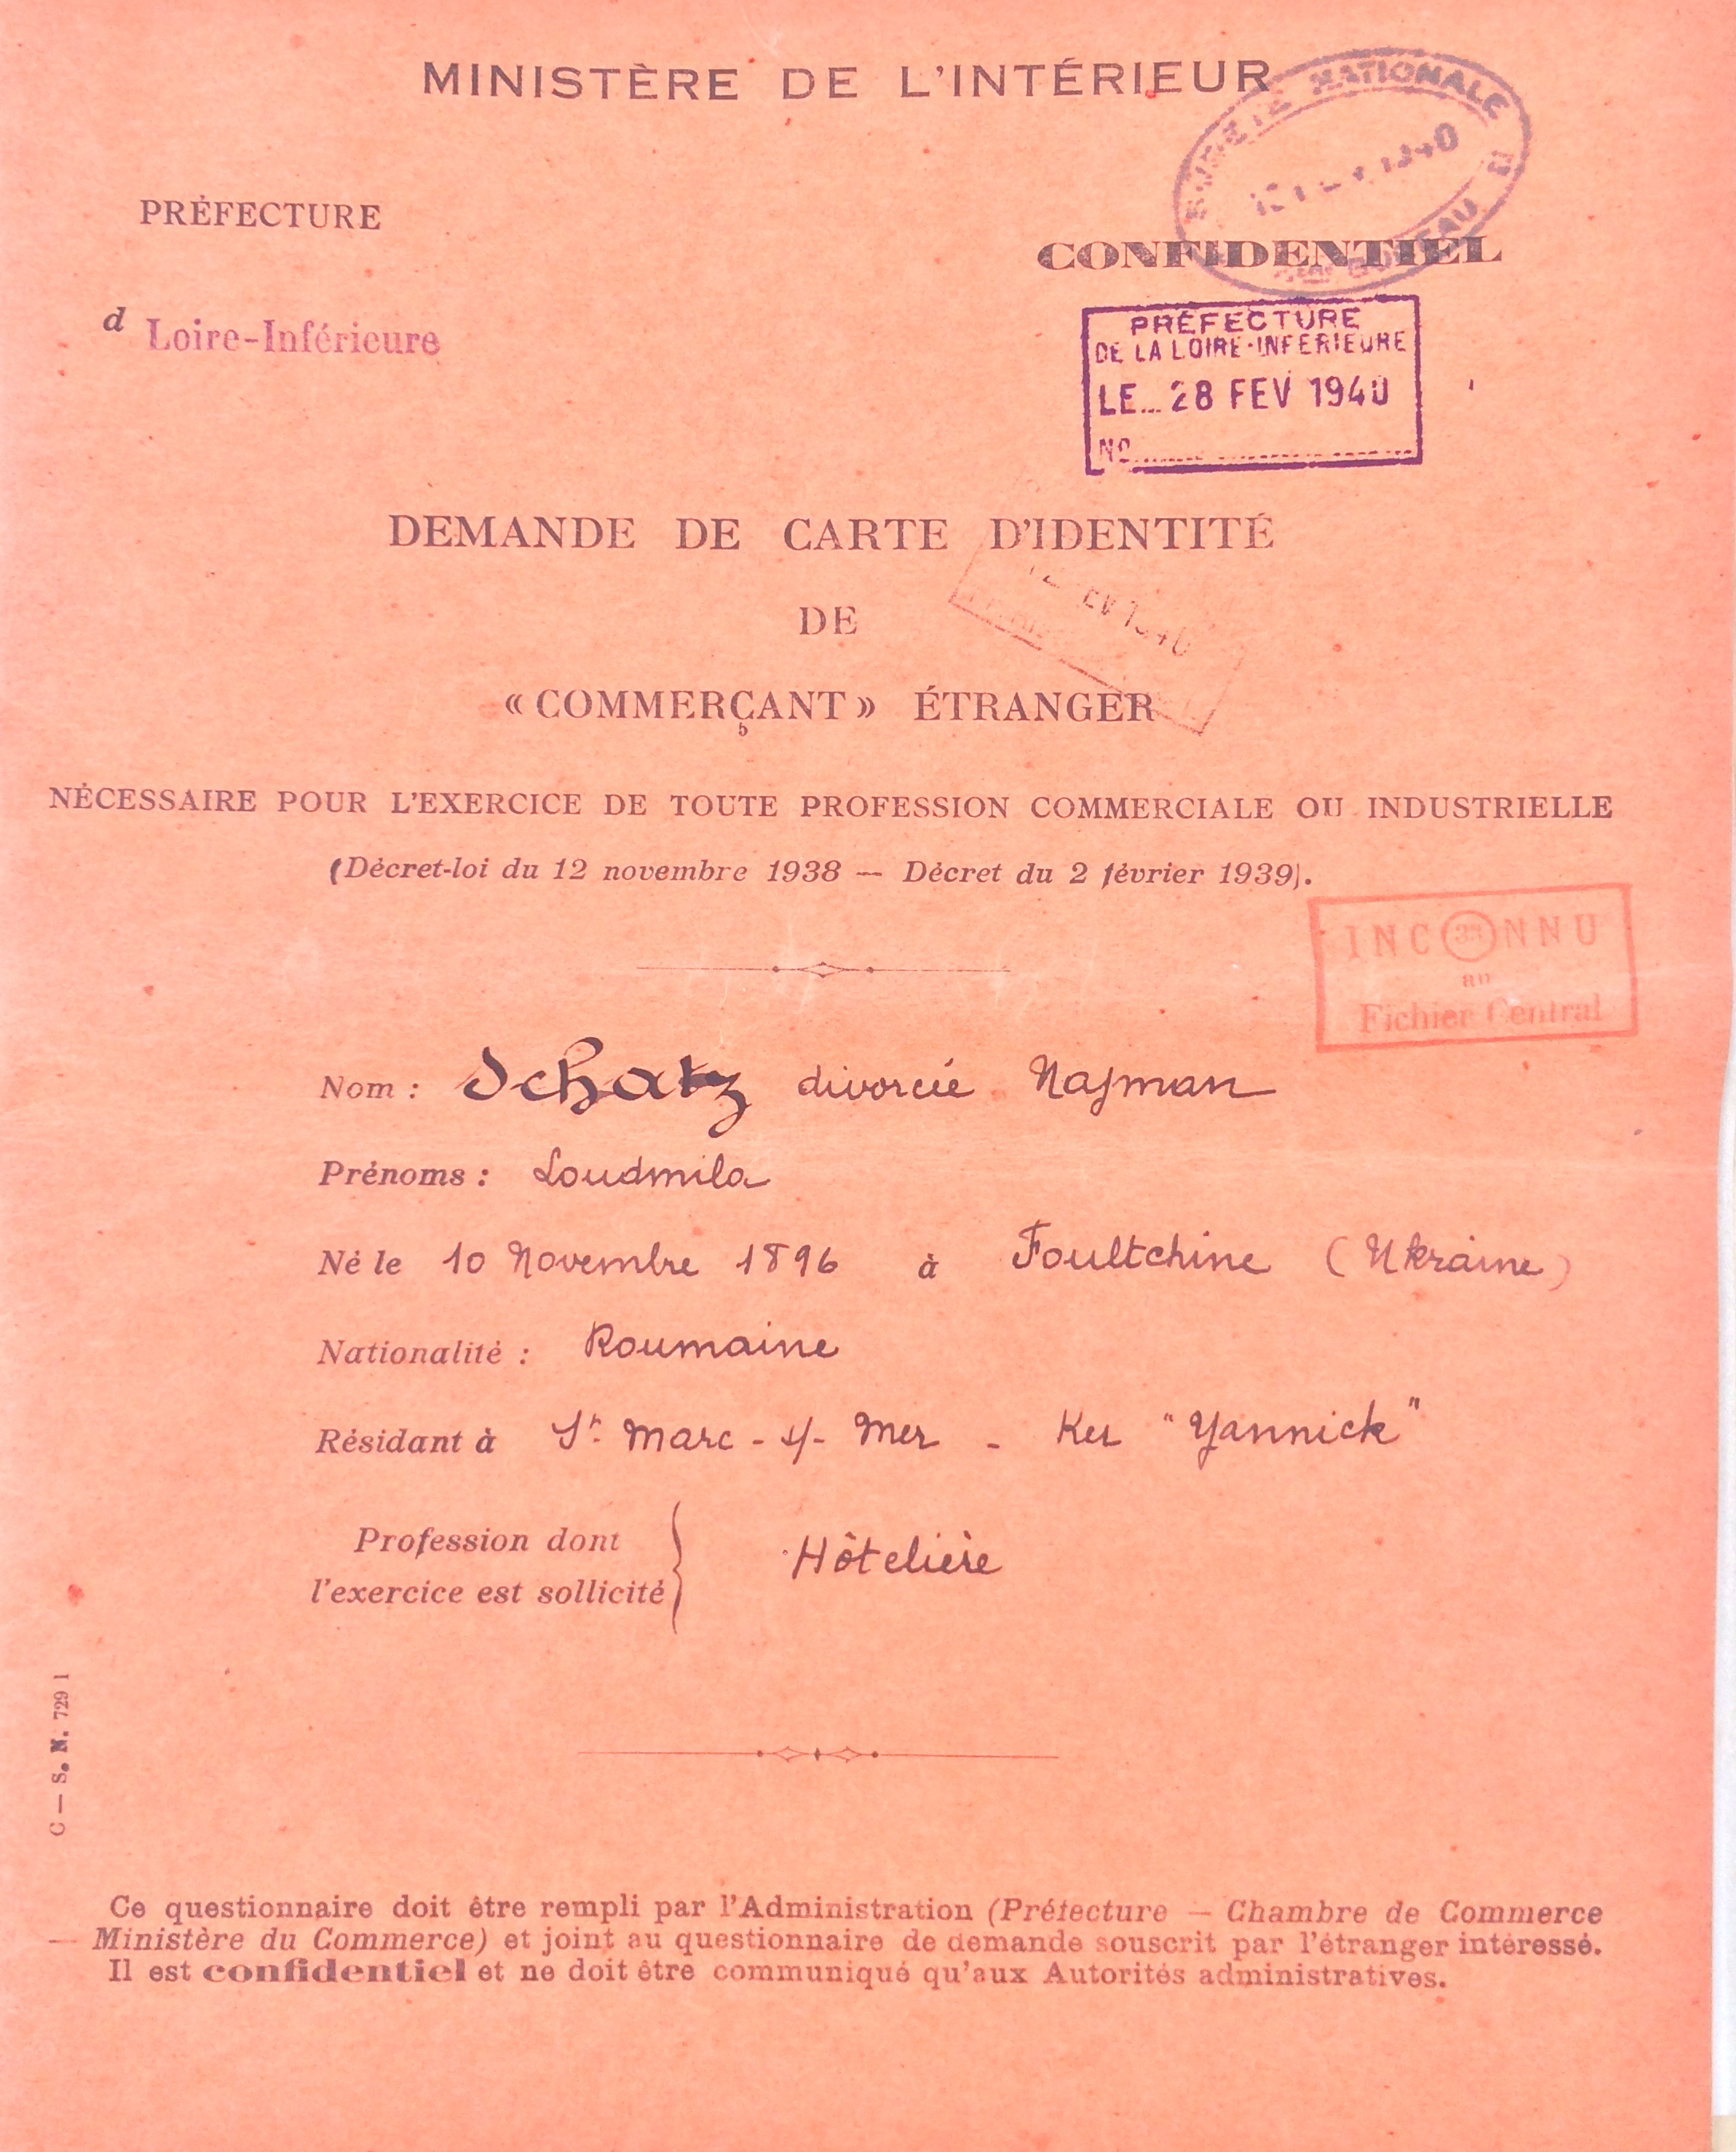 MINISTÈRE DE L'INTÉRIEUR
SÛRETÉ NATIONALE
1940
BUREAU
PRÉFECTURE
CONFIDENTIEL
d Loire-Inférieure
PRÉFECTURE
DE LA LOIRE-INFÉRIEURE
LE... 28 FEV 1940
No
DEMANDE DE CARTE D'IDENTITÉ
DE
« COMMERÇANT » ÉTRANGER
NÉCESSAIRE POUR L'EXERCICE DE TOUTE PROFESSION COMMERCIALE OU INDUSTRIELLE
(Décret-loi du 12 novembre 1938 — Décret du 2 février 1939).
INCONNU
au
Fichier Central
Nom : Schatz divorcée Najman
Prénoms : Loudmila
Né le 10 Novembre 1896 à Foultchine (Ukraine)
Nationalité : Roumaine
Résidant à St. Marc - s/- Mer - Ker "Yannick"
Profession dont
l'exercice est sollicité
Hôtelière
C — S. N. 729 1
Ce questionnaire doit être rempli par l'Administration (Préfecture — Chambre de Commerce
— Ministère du Commerce) et joint au questionnaire de demande souscrit par l'étranger intéressé.
Il est confidentiel et ne doit être communiqué qu'aux Autorités administratives.